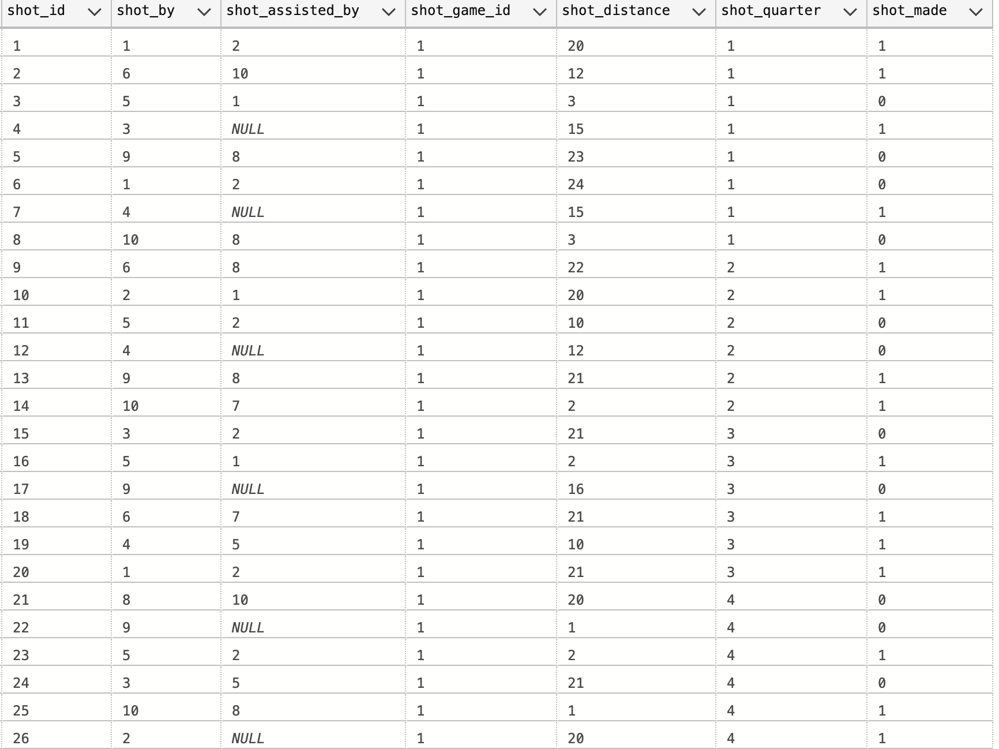 shot_id shot_by shot_assisted_by shot_game_id shot_distance shot_quarter shot_made
1 1 2 1 20 1 1
2 6 10 1 12 1 1
3 5 1 1 3 1 0
4 3 NULL 1 15 1 1
5 9 8 1 23 1 0
6 1 2 1 24 1 0
7 4 NULL 1 15 1 1
8 10 8 1 3 1 0
9 6 8 1 22 2 1
10 2 1 1 20 2 1
11 5 2 1 10 2 0
12 4 NULL 1 12 2 0
13 9 8 1 21 2 1
14 10 7 1 2 2 1
15 3 2 1 21 3 0
16 5 1 1 2 3 1
17 9 NULL 1 16 3 0
18 6 7 1 21 3 1
19 4 5 1 10 3 1
20 1 2 1 21 3 1
21 8 10 1 20 4 0
22 9 NULL 1 1 4 0
23 5 2 1 2 4 1
24 3 5 1 21 4 0
25 10 8 1 1 4 1
26 2 NULL 1 20 4 1